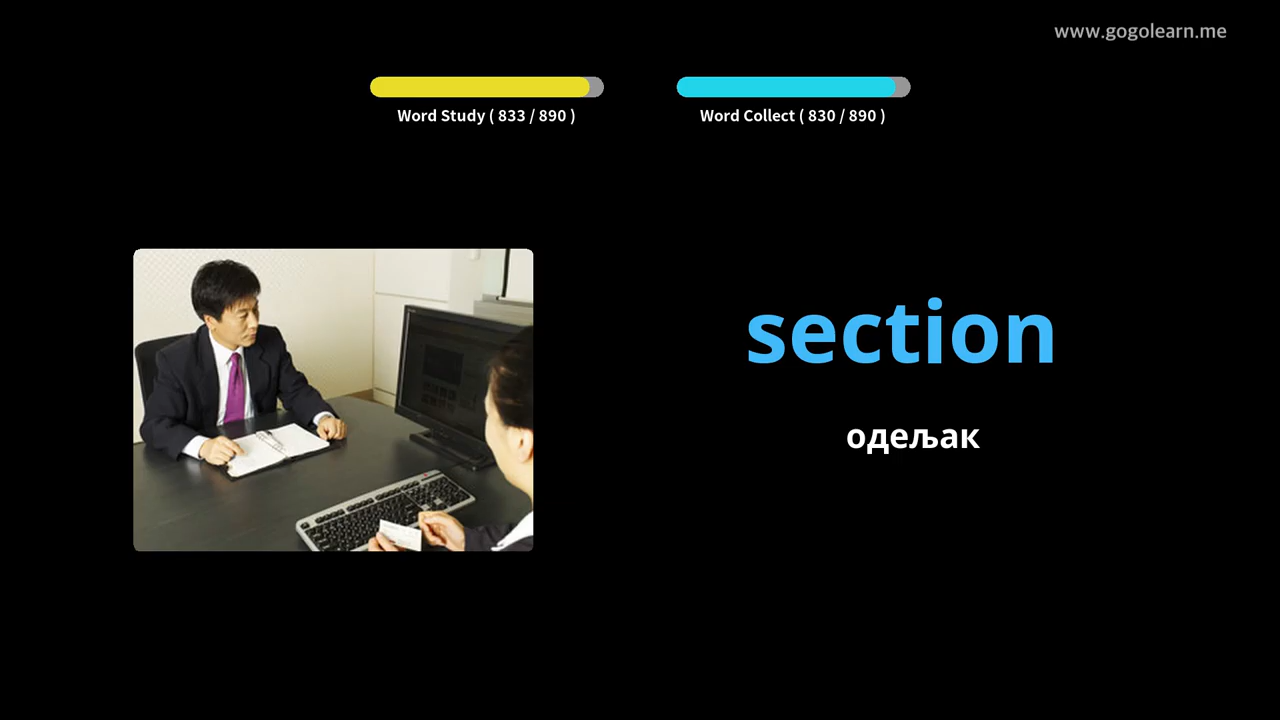 www.gogolearn.me
Word Study ( 833 / 890 )
Word Collect ( 830 / 890 )
section
одељак